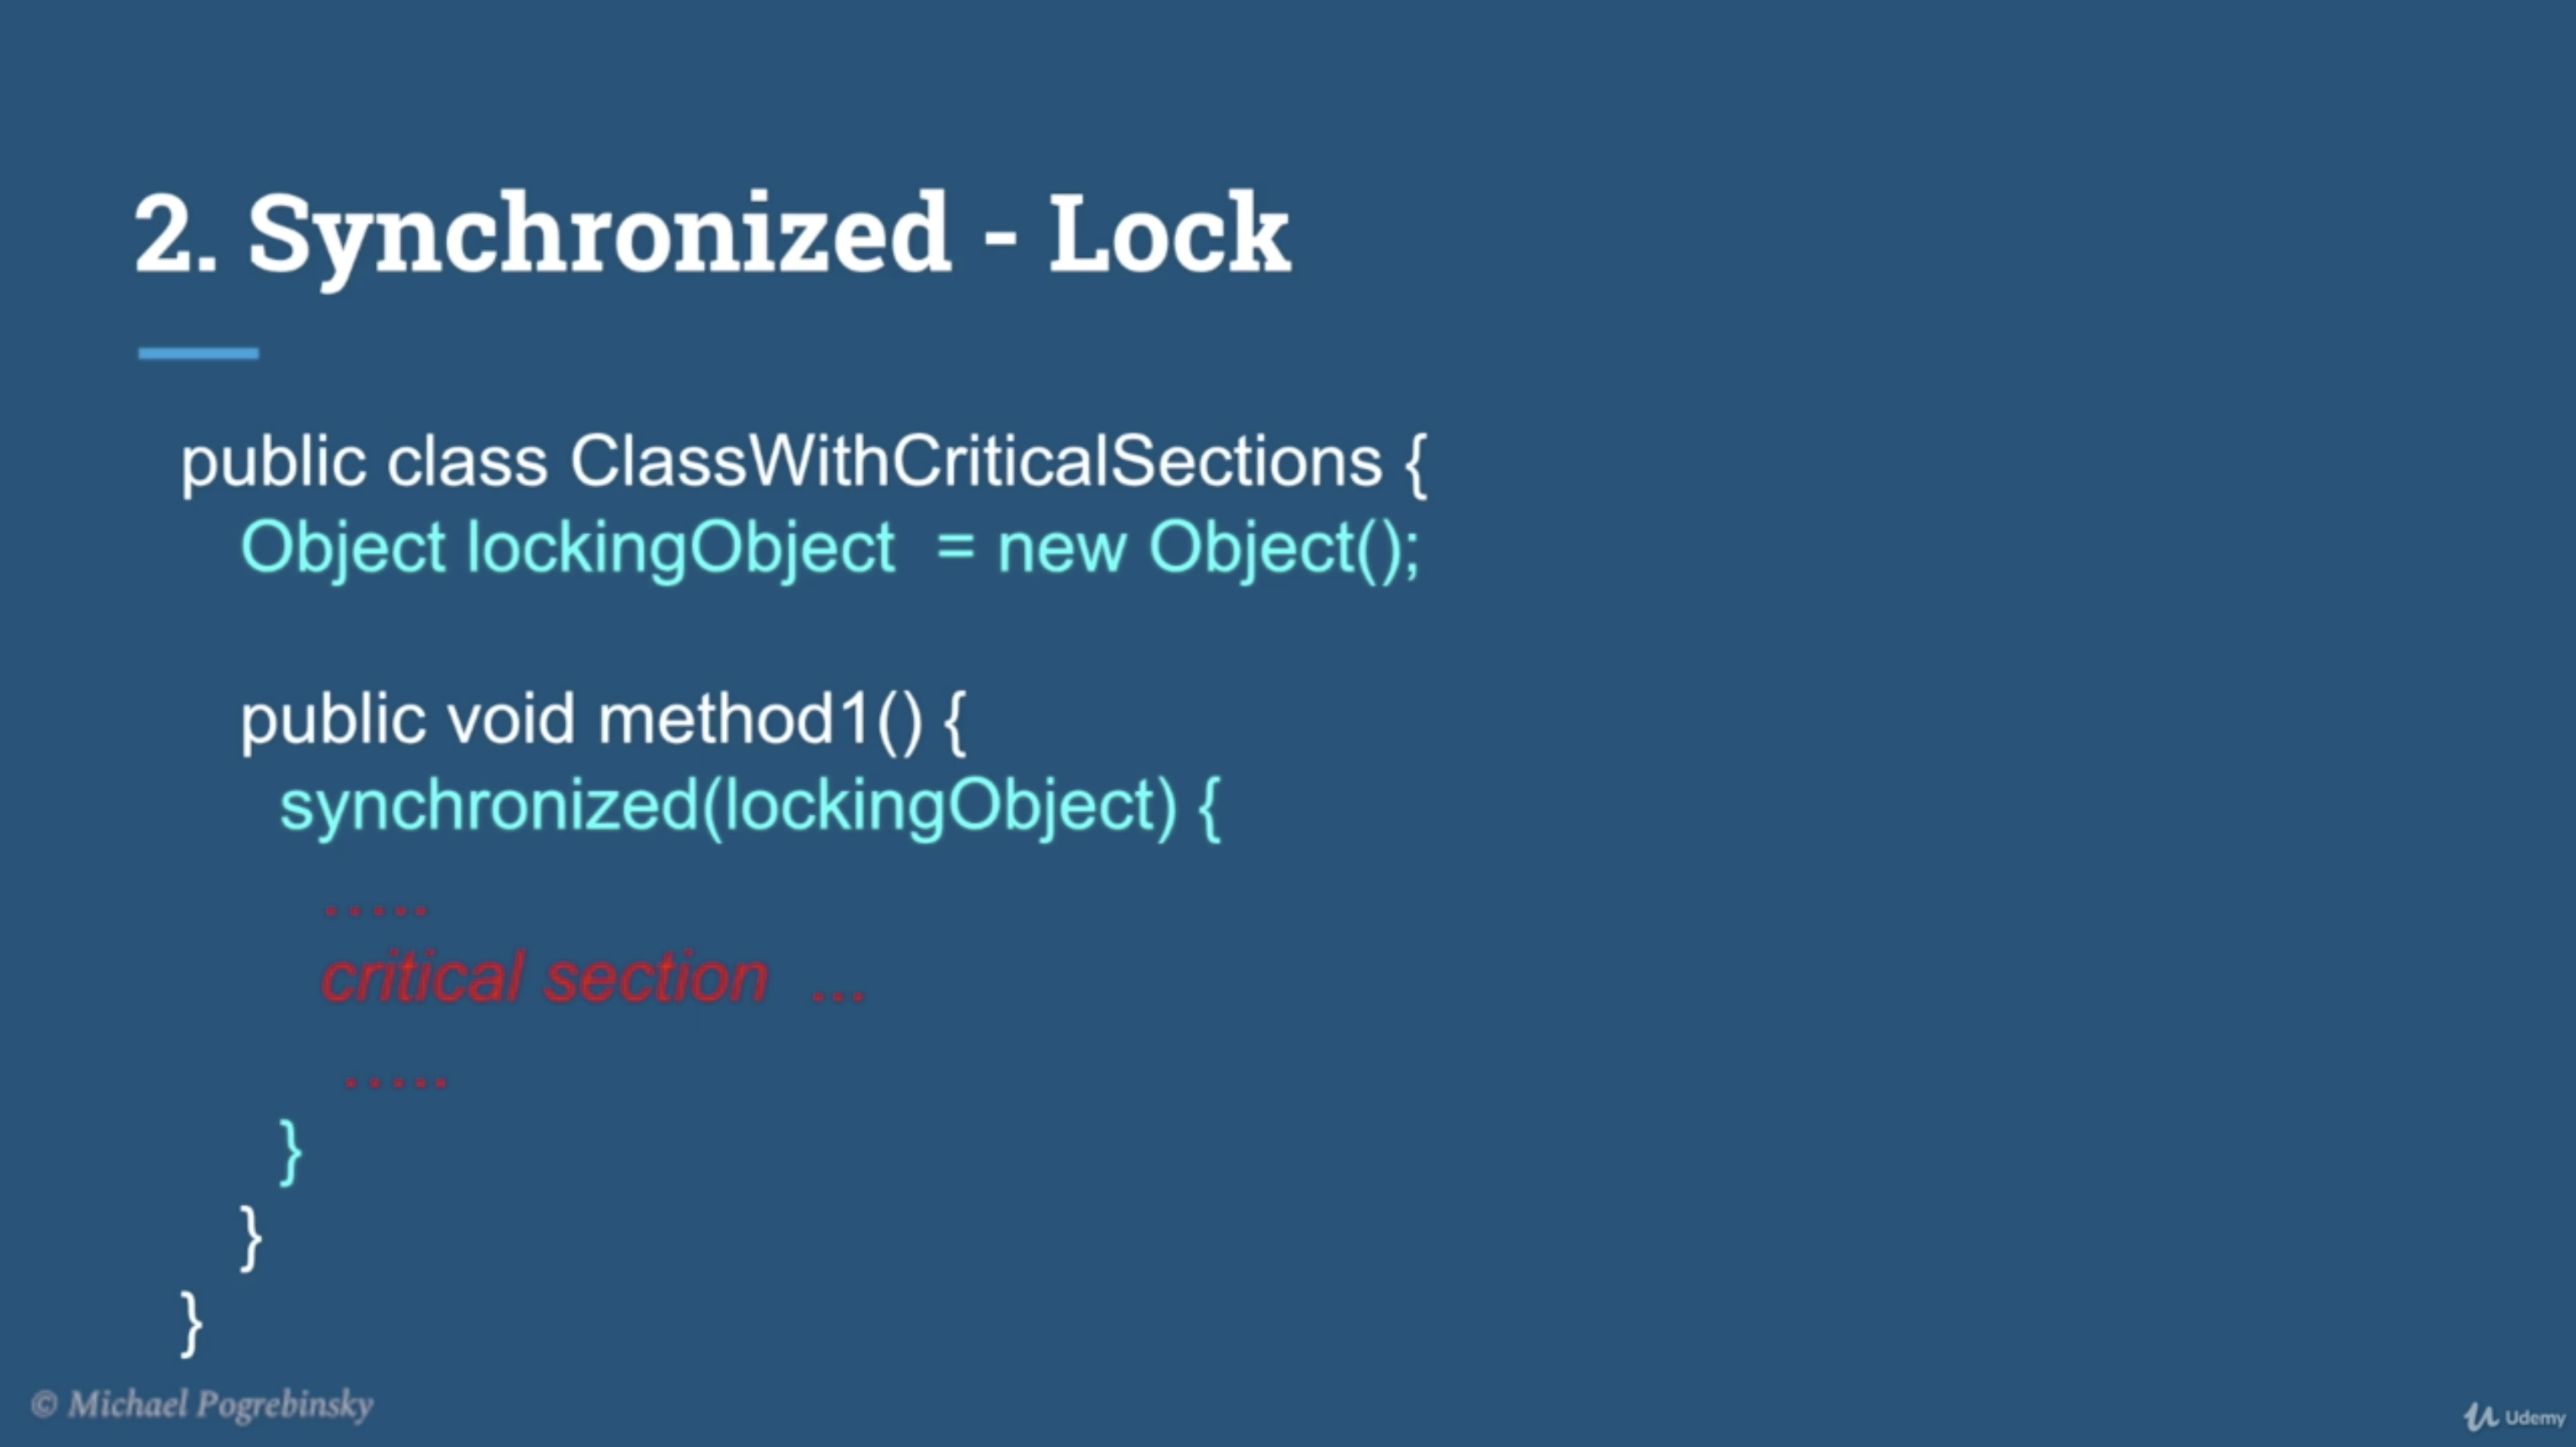 2. Synchronized - Lock
public class ClassWithCriticalSections {
Object lockingObject = new Object();
public void method1() {
synchronized(lockingObject) {
.....
critical section ...
.....
}
}
}
© Michael Pogrebinsky
Udemy